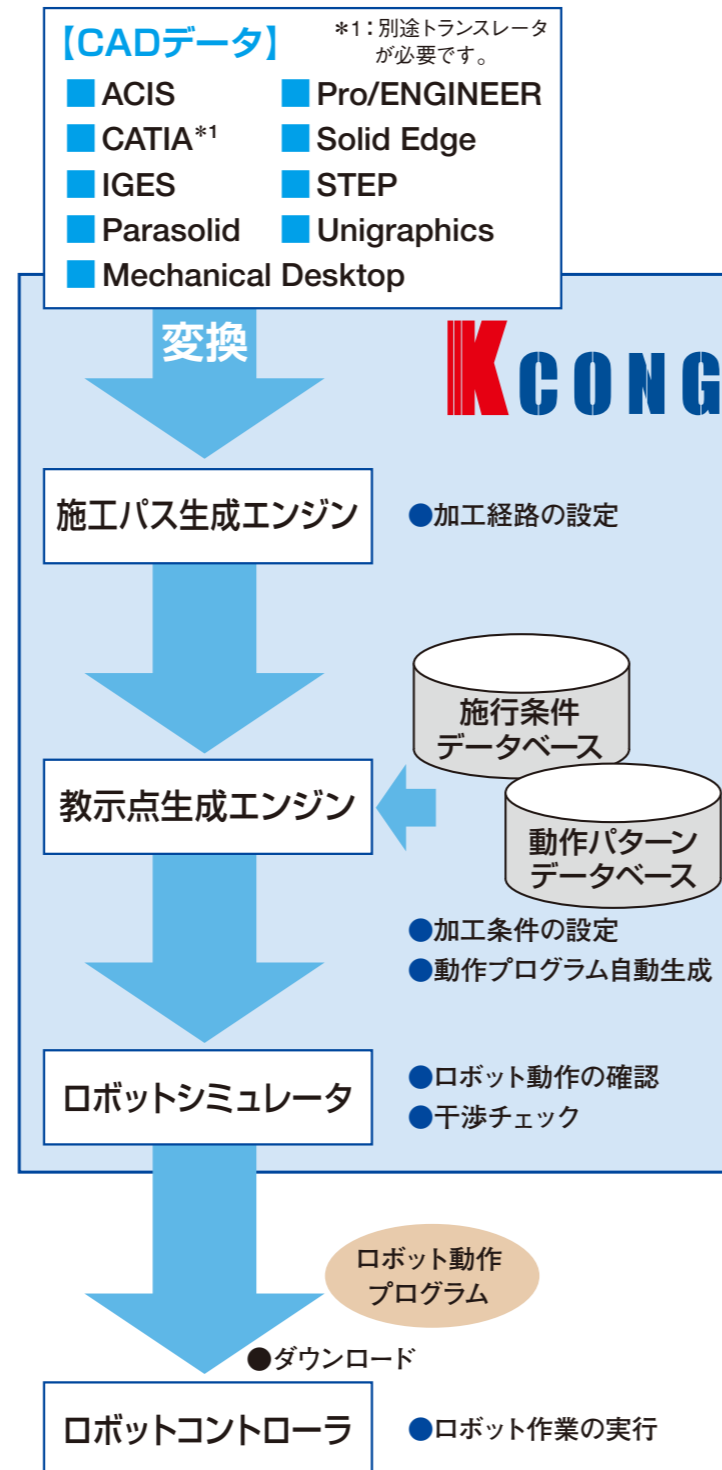 【CADデータ】
*1：別途トランスレータ
が必要です。
■ACIS
■Pro/ENGINEER
■CATIA*1
■Solid Edge
■IGES
■STEP
■Parasolid
■Unigraphics
■Mechanical Desktop
変換
KCONG
施工パス生成エンジン
●加工経路の設定
施行条件
データベース
教示点生成エンジン
動作パターン
データベース
●加工条件の設定
●動作プログラム自動生成
ロボットシミュレータ
●ロボット動作の確認
●干渉チェック
ロボット動作
プログラム
●ダウンロード
ロボットコントローラ
●ロボット作業の実行